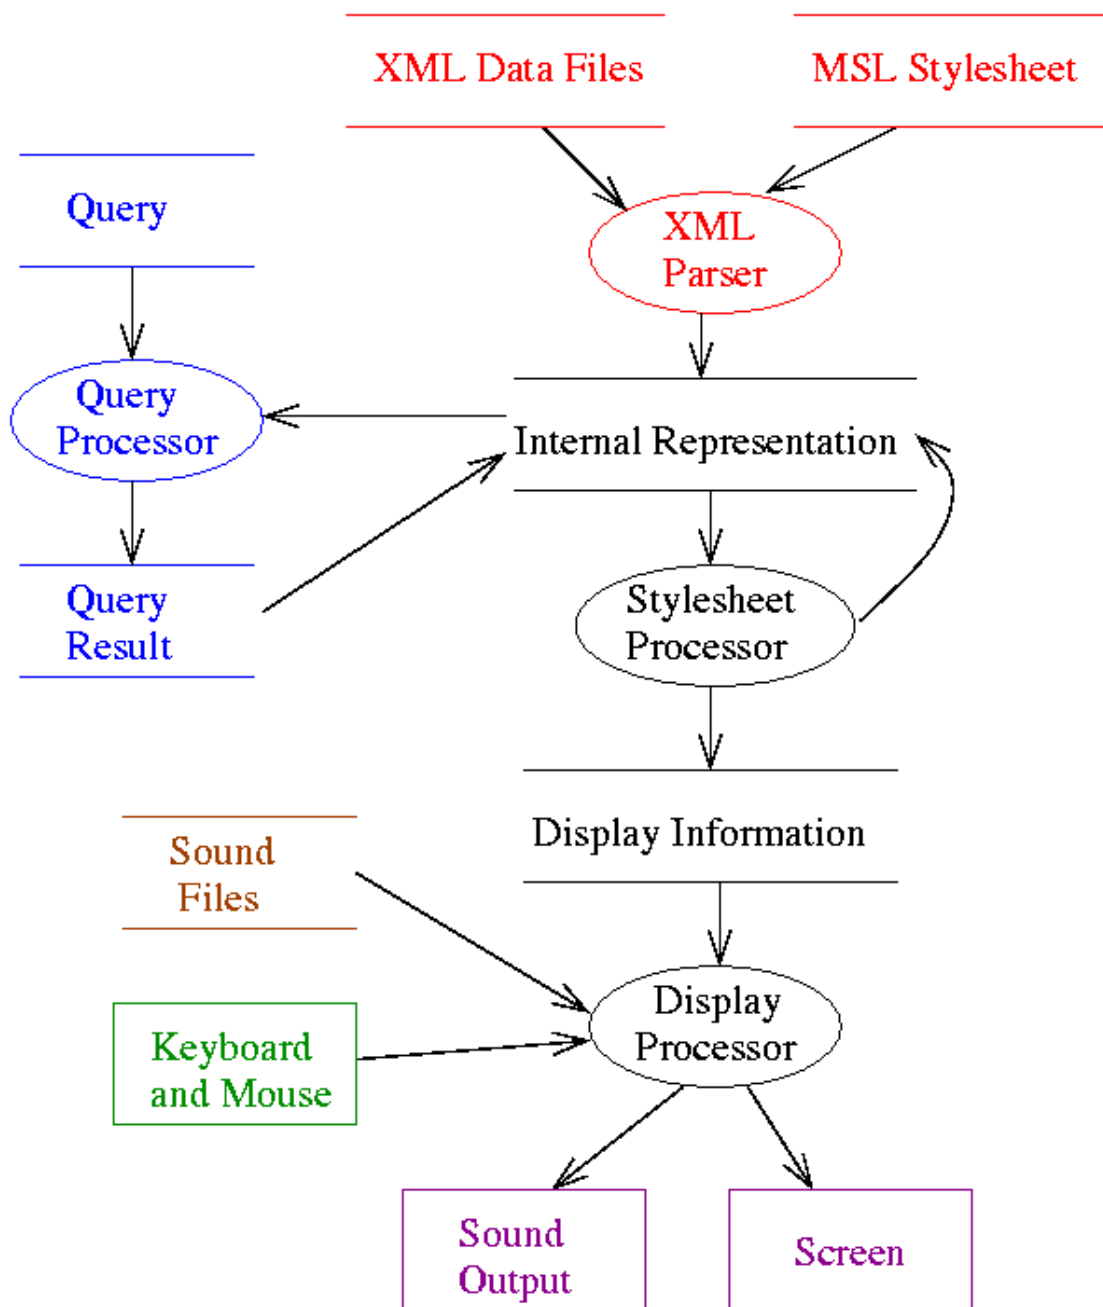 XML Data Files
MSL Stylesheet
Query
XML
Parser
Query
Processor
Internal Representation
Query
Result
Stylesheet
Processor
Display Information
Sound
Files
Display
Processor
Keyboard
and Mouse
Sound
Output
Screen